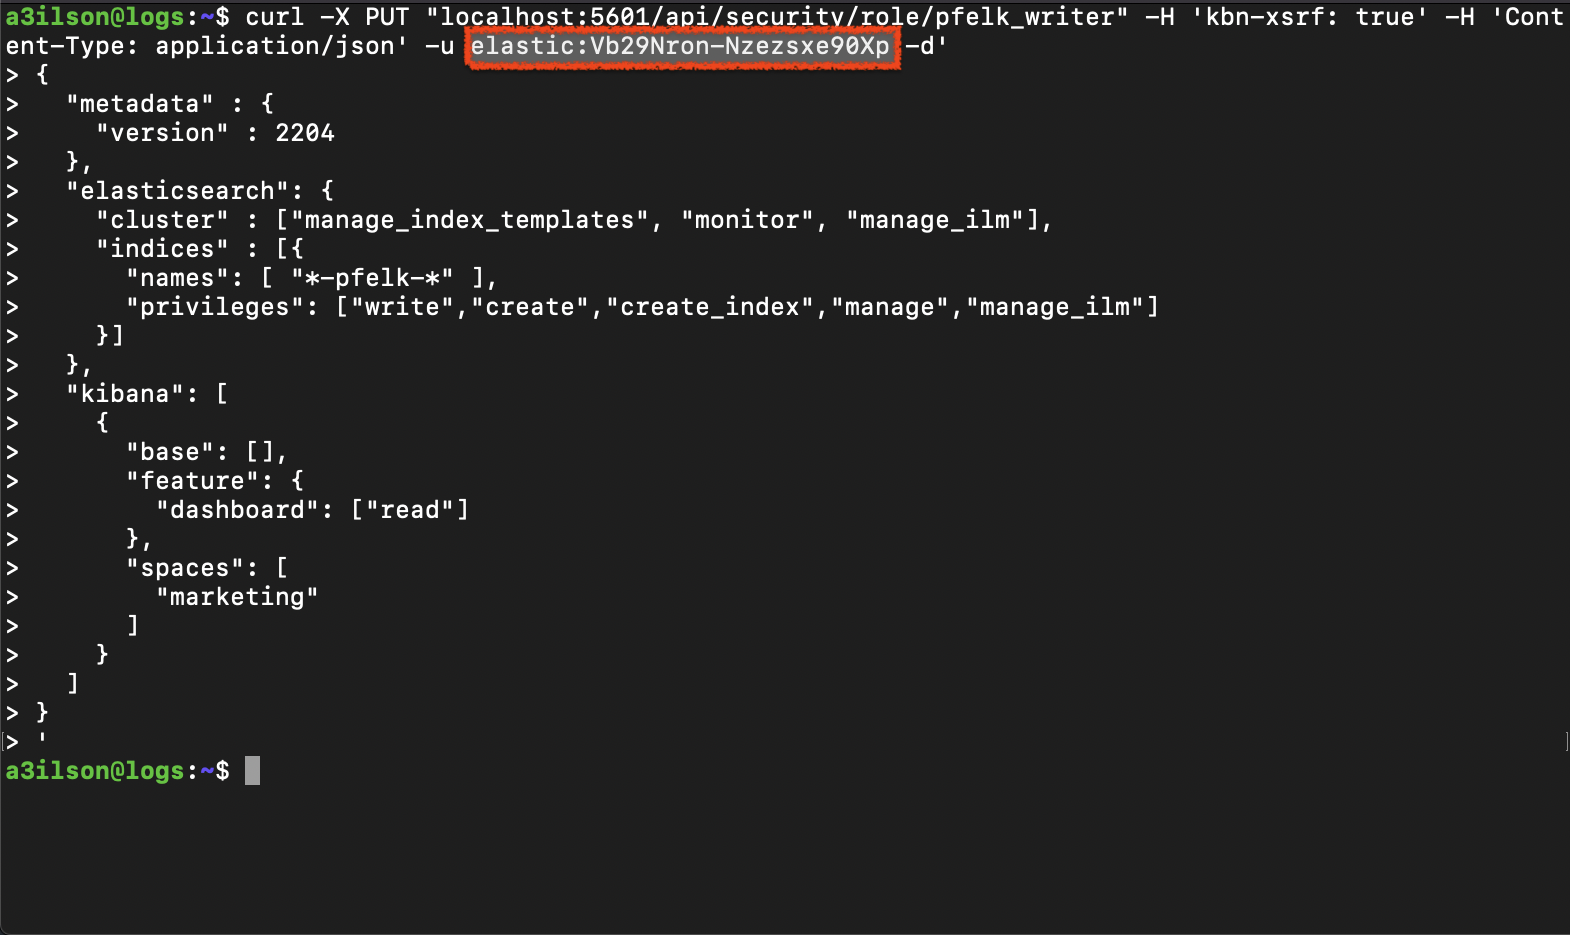 a3ilson@logs:~$ curl -X PUT "localhost:5601/api/security/role/pfelk_writer" -H 'kbn-xsrf: true' -H 'Cont
ent-Type: application/json' -u elastic:Vb29Nron-Nzezsxe90Xp -d'
> {
>   "metadata" : {
>     "version" : 2204
>   },
>   "elasticsearch": {
>     "cluster" : ["manage_index_templates", "monitor", "manage_ilm"],
>     "indices" : [{
>       "names": [ "*-pfelk-*" ],
>       "privileges": ["write","create","create_index","manage","manage_ilm"]
>     }]
>   },
>   "kibana": [
>     {
>       "base": [],
>       "feature": {
>         "dashboard": ["read"]
>       },
>       "spaces": [
>         "marketing"
>       ]
>     }
>   ]
> }
> '
a3ilson@logs:~$